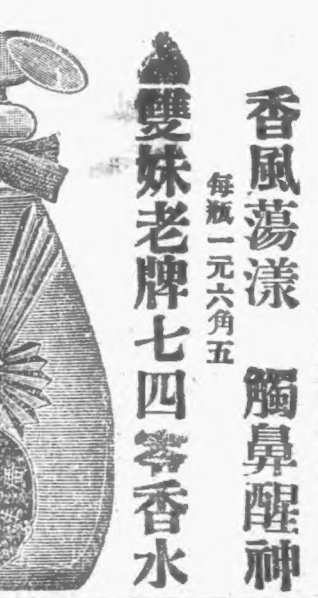 香風蕩漾　觸鼻醒神
每瓶一元六角五
雙妹老牌七四零香水